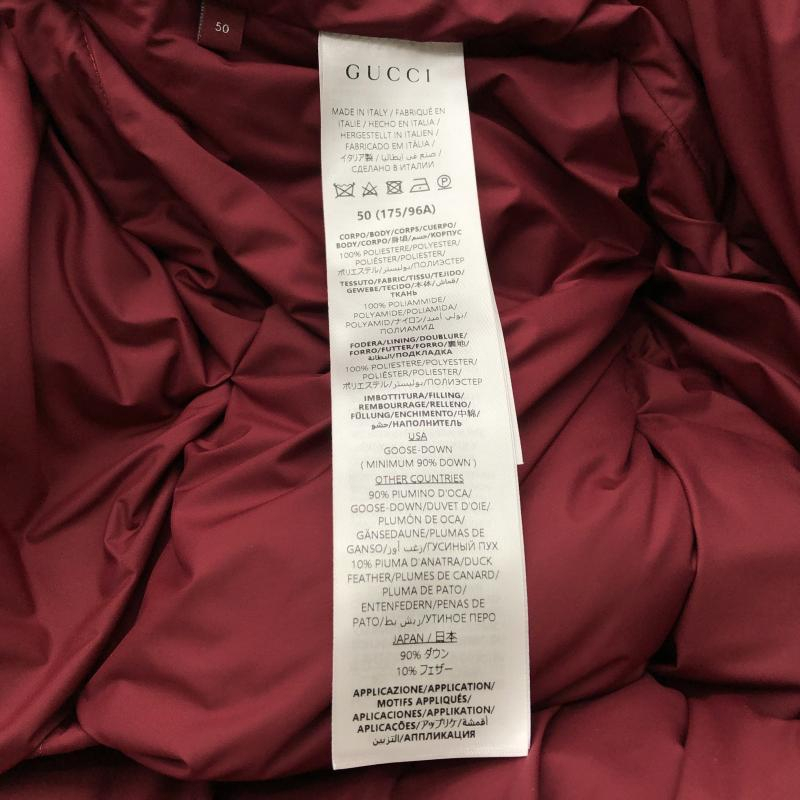 50
GUCCI
MADE IN ITALY / FABRIQUÉ EN
ITALIE / HECHO EN ITALIA /
HERGESTELLT IN ITALIEN /
FABRICADO EM ITÁLIA /
イタリア製 / صنع في إيطاليا /
СДЕЛАНО В ИТАЛИИ
P
50 (175/96A)
CORPO/BODY/CORPS/CUERPO/
BODY/CORPO/身頃/جسم/КОРПУС
100% POLIESTERE/POLYESTER/
POLIÉSTER/POLYESTER/
ポリエステル/بوليستر/ПОЛИЭСТЕР
TESSUTO/FABRIC/TISSU/TEJIDO/
GEWEBE/TECIDO/本体/قماش/
ТКАНЬ
100% POLIAMMIDE/
POLYAMIDE/POLIAMIDA/
POLYAMID/ナイロン/بولي أميد/
ПОЛИАМИД
FODERA/LINING/DOUBLURE/
FORRO/FUTTER/FORRO/裏地/
البطانة/ПОДКЛАДКА
100% POLIESTERE/POLYESTER/
POLIÉSTER/POLYESTER/
ポリエステル/بوليستر/ПОЛИЭСТЕР
IMBOTTITURA/FILLING/
REMBOURRAGE/RELLENO/
FÜLLUNG/ENCHIMENTO/中綿/
حشو/НАПОЛНИТЕЛЬ
USA
GOOSE-DOWN
( MINIMUM 90% DOWN )
OTHER COUNTRIES
90% PIUMINO D'OCA/
GOOSE-DOWN/DUVET D'OIE/
PLUMÓN DE OCA/
GÄNSEDAUNE/PLUMAS DE
GANSO/زغب أوز/ГУСИНЫЙ ПУХ
10% PIUMA D'ANATRA/DUCK
FEATHER/PLUMES DE CANARD/
PLUMA DE PATO/
ENTENFEDERN/PENAS DE
PATO/ريش بط/УТИНОЕ ПЕРО
JAPAN / 日本
90% ダウン
10% フェザー
APPLICAZIONE/APPLICATION/
MOTIFS APPLIQUÉS/
APLICACIONES/APPLIKATION/
APLICAÇÕES/アップリケ/أقمشة
التزيين/АППЛИКАЦИЯ